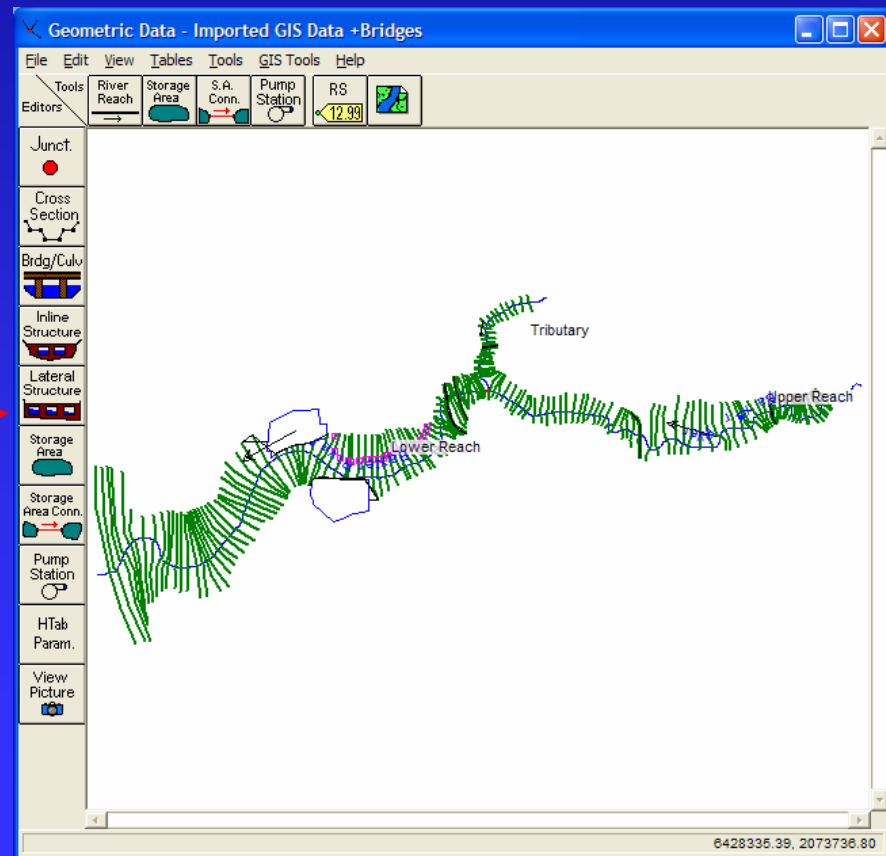 Geometric Data - Imported GIS Data +Bridges
File Edit View Tables Tools GIS Tools Help
Tools
Editors
River
Reach
Storage
Area
S.A.
Conn.
Pump
Station
RS
12.99
Junct.
Cross
Section
Brdg/Culv
Inline
Structure
Lateral
Structure
Storage
Area
Storage
Area Conn.
Pump
Station
HTab
Param.
View
Picture
Tributary
Upper Reach
Lower Reach
6428335.39, 2073736.80